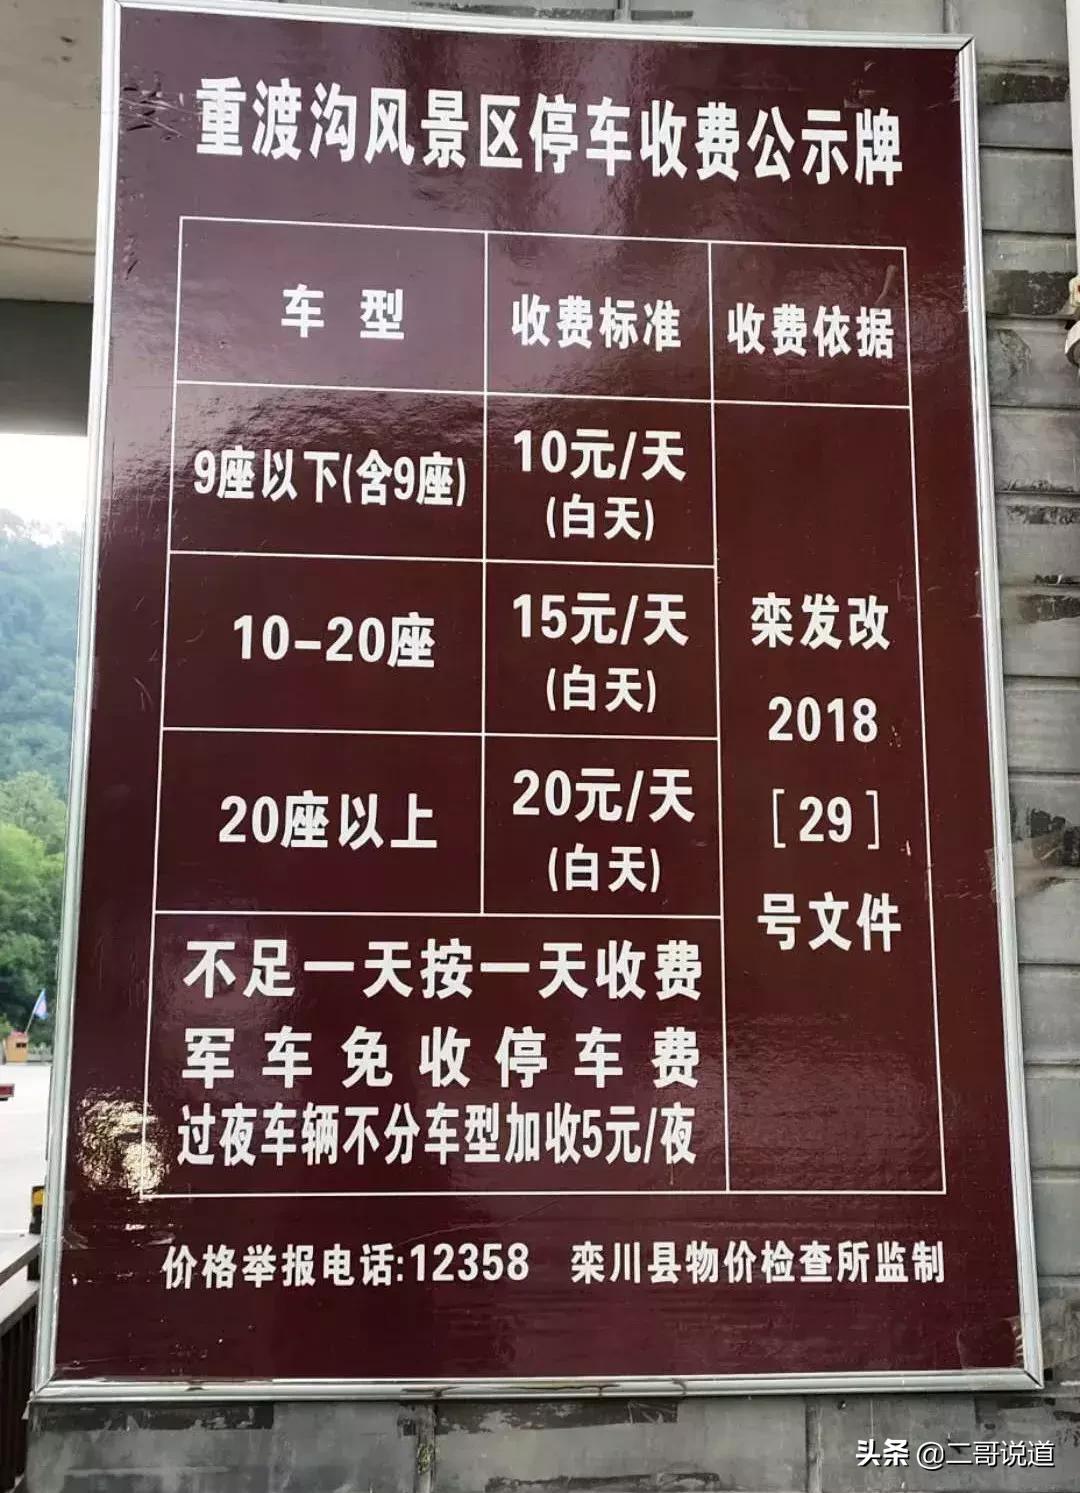 重渡沟风景区停车收费公示牌
车型 收费标准 收费依据
9座以下(含9座) 10元/天
(白天)
10-20座 15元/天
(白天)
20座以上 20元/天
(白天)
栾发改
2018
[29]
号文件
不足一天按一天收费
军车免收停车费
过夜车辆不分车型加收5元/夜
价格举报电话:12358 栾川县物价检查所监制
头条 @二哥说道